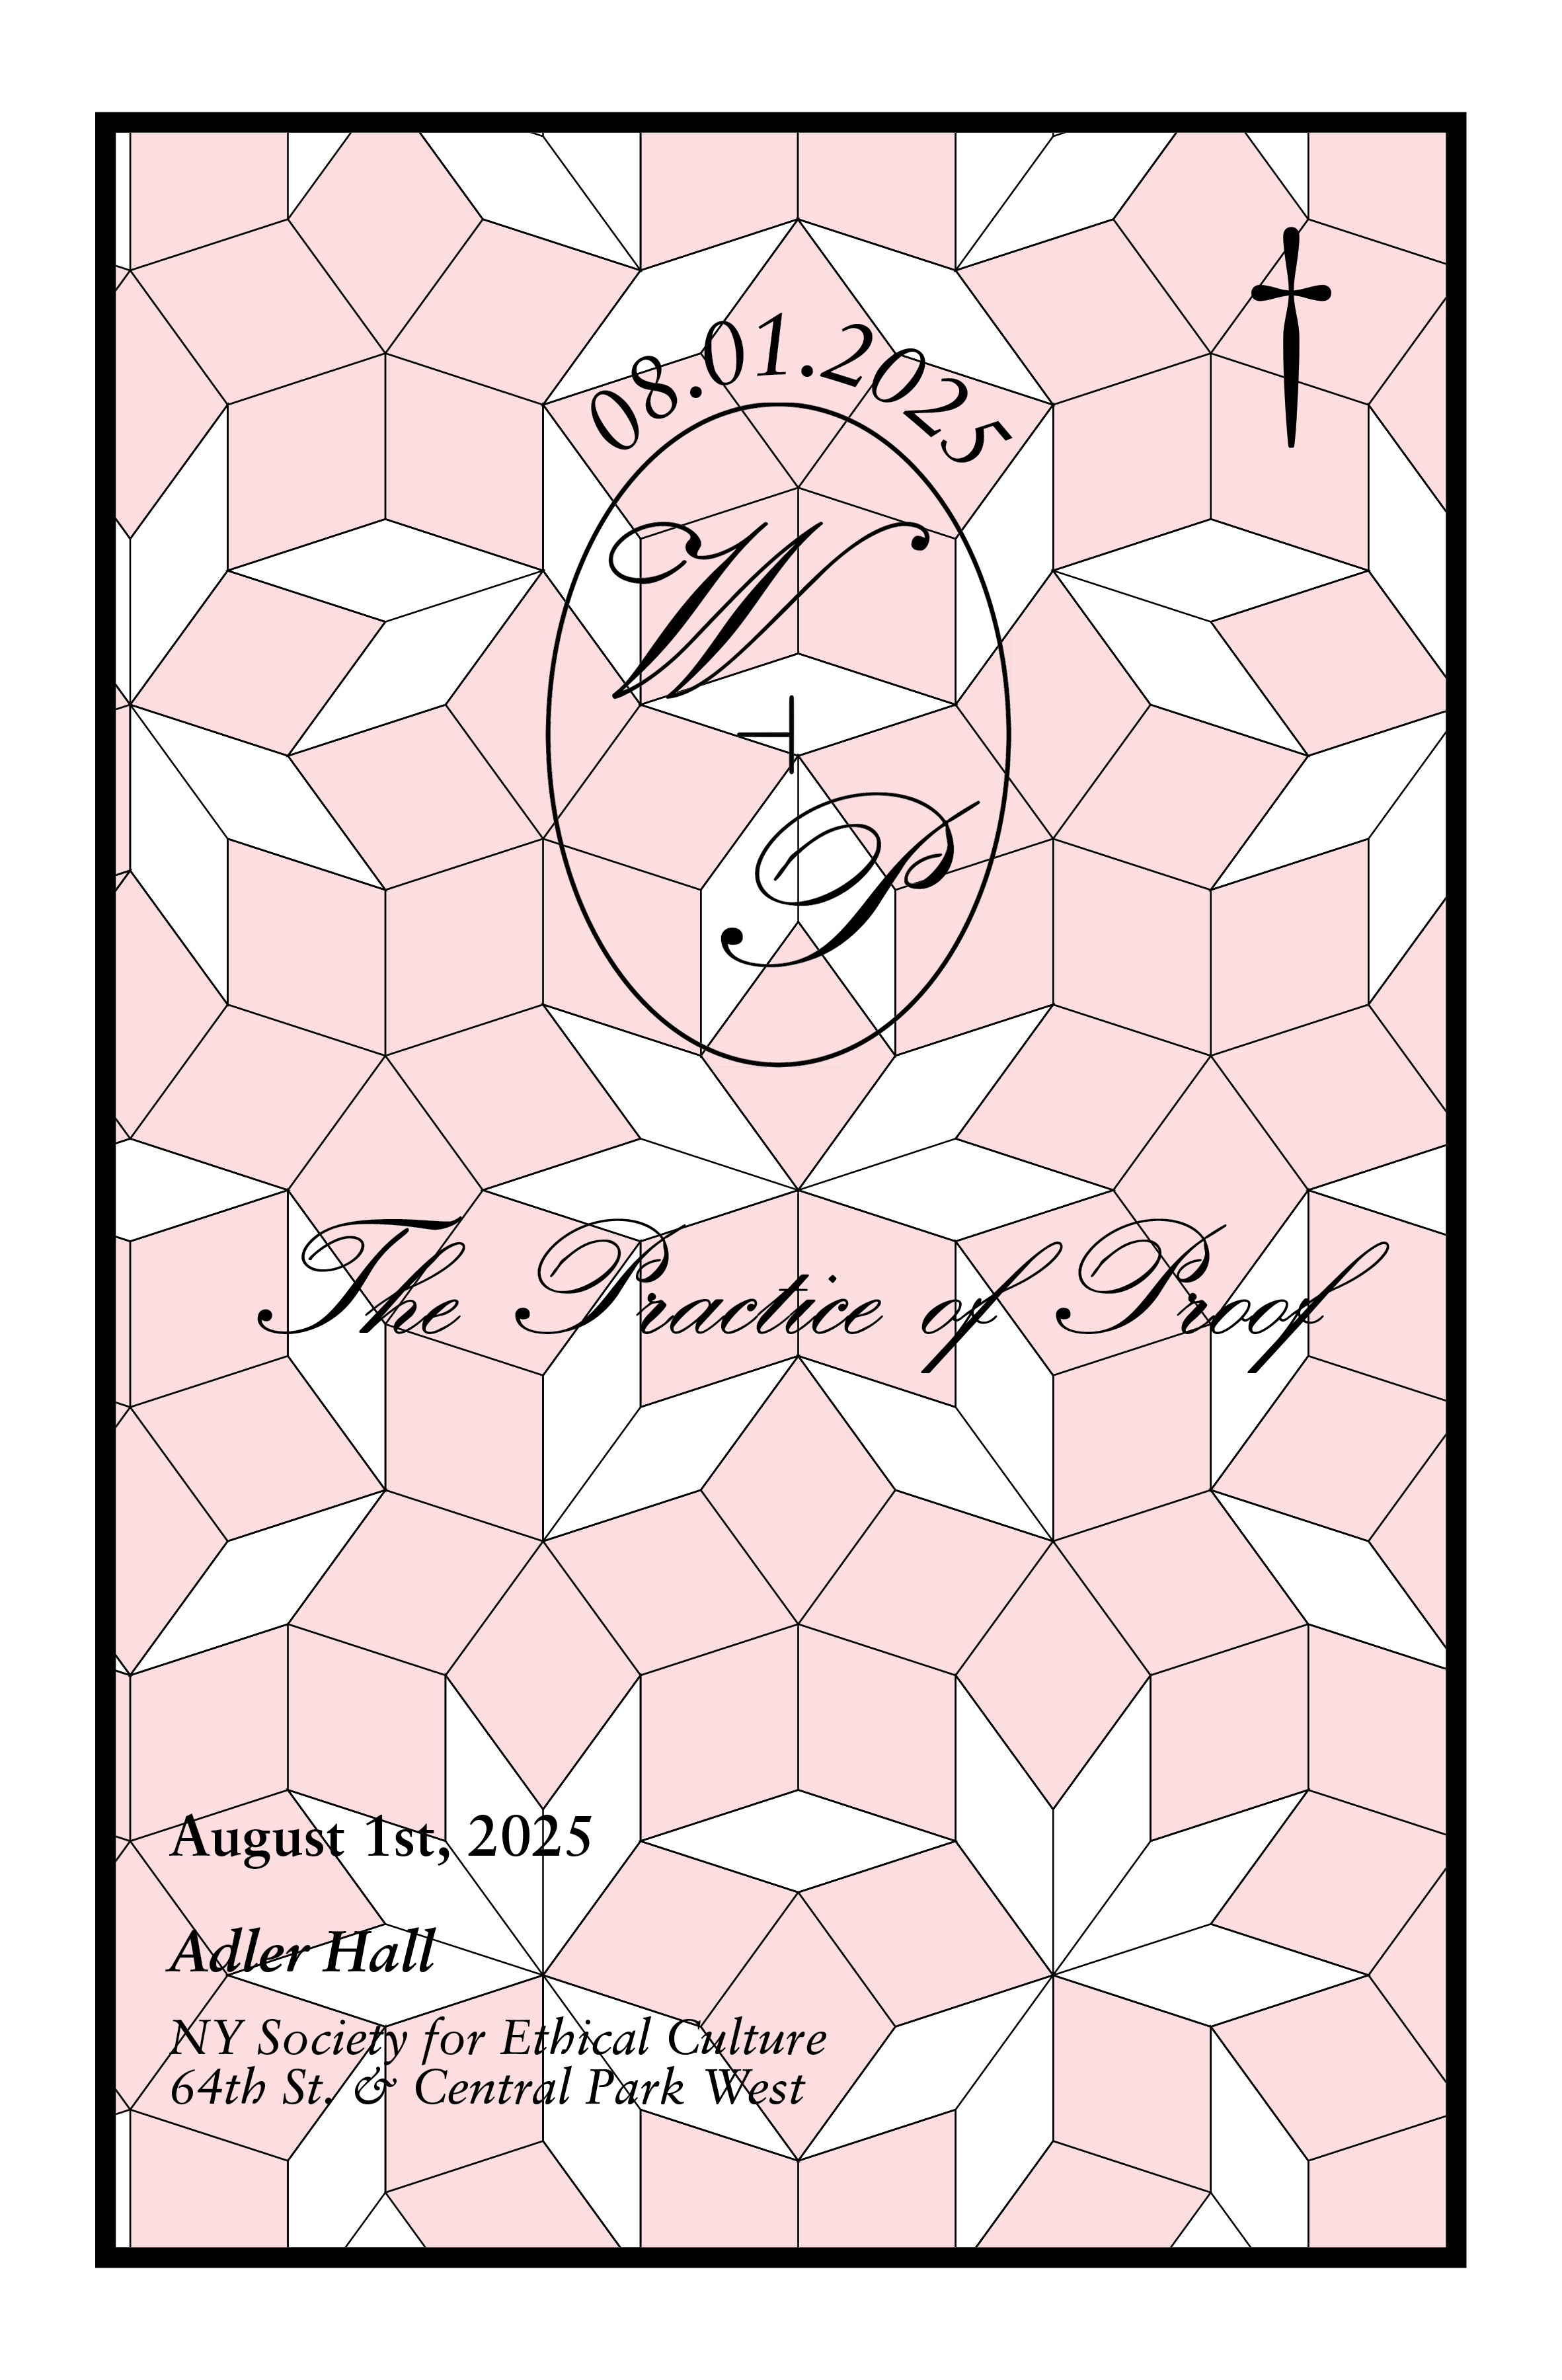 †
08.01.2025
W
⊣
P
The Practice of Proof
August 1st, 2025
Adler Hall
NY Society for Ethical Culture
64th St. & Central Park West